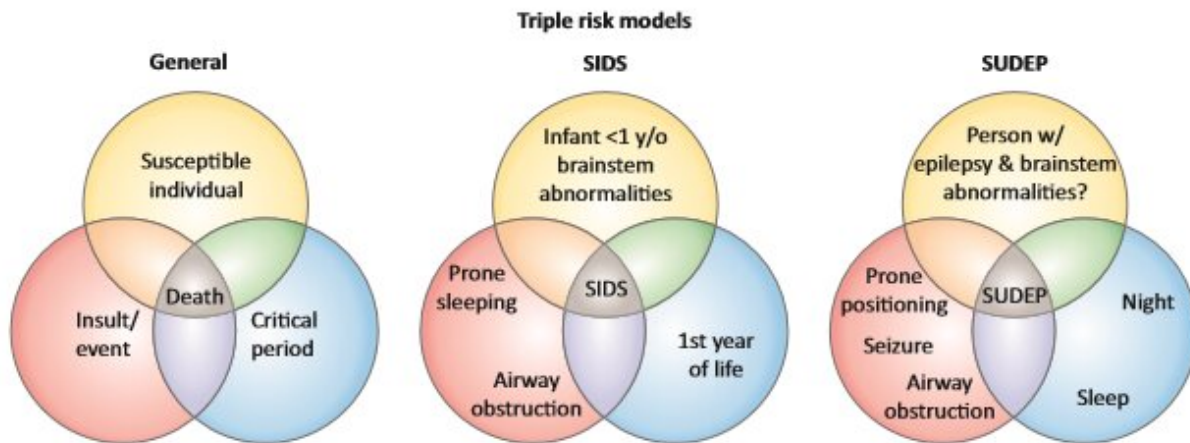 Triple risk models
General
Susceptible
individual
Insult/
event
Death
Critical
period
SIDS
Infant <1 y/o
brainstem
abnormalities
Prone
sleeping
SIDS
Airway
obstruction
1st year
of life
SUDEP
Person w/
epilepsy & brainstem
abnormalities?
Prone
positioning
Seizure
Airway
obstruction
SUDEP
Night
Sleep